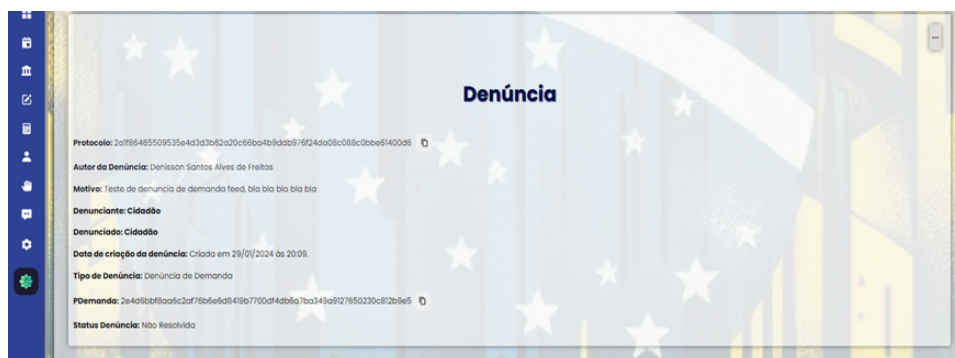 Denúncia
Protocolo: 2a1f86465509535e4d3d3b62a20c66ba4b9ddb976f24da08c088c0bbe61400d6
Autor da Denúncia: Denisson Santos Alves de Freitas
Motivo: Teste de denuncia de demanda feed, bla bla bla bla bla
Denunciante: Cidadão
Denunciado: Cidadão
Data de criação da denúncia: Criada em 29/01/2024 às 20:09.
Tipo de Denúncia: Denúncia de Demanda
PDemanda: 2e4d6bbf8aa6c2af76b6e6d8419b7700df4db6a7ba349a9127650230c812b9e5
Status Denúncia: Não Resolvida